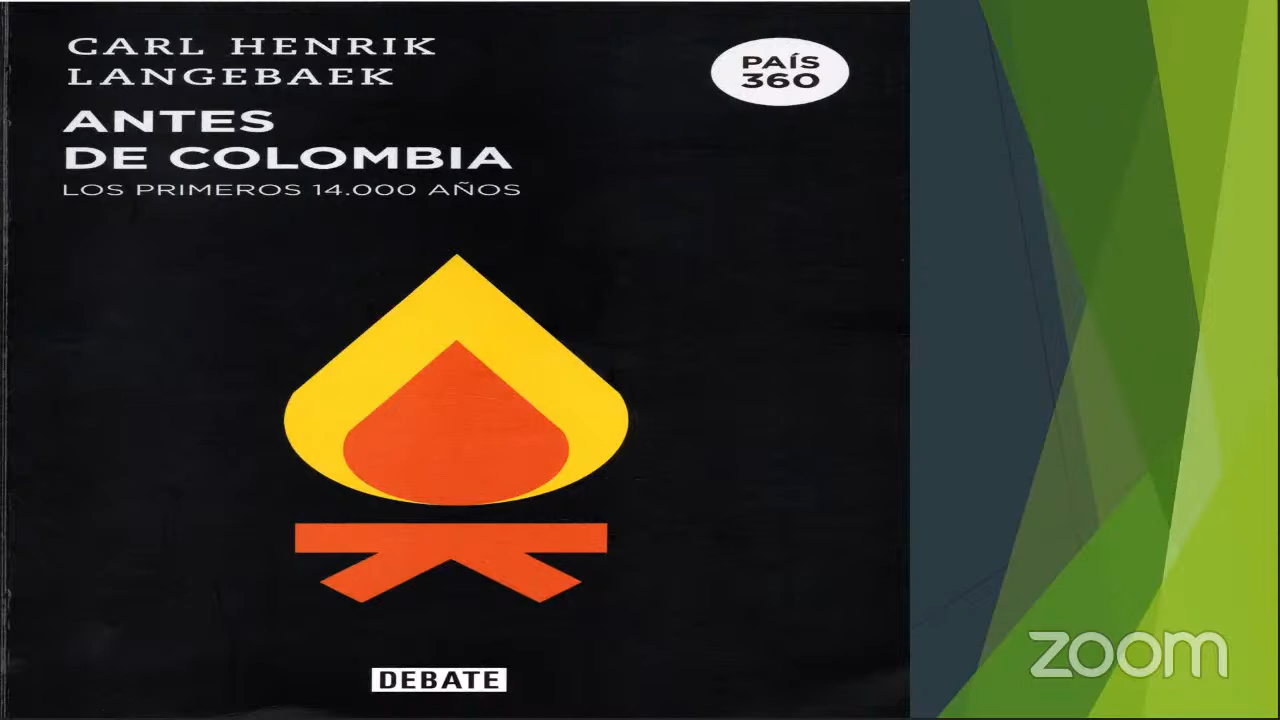 CARL HENRIK
LANGEBAEK
PAÍS
360
ANTES
DE COLOMBIA
LOS PRIMEROS 14.000 AÑOS
DEBATE
zoom